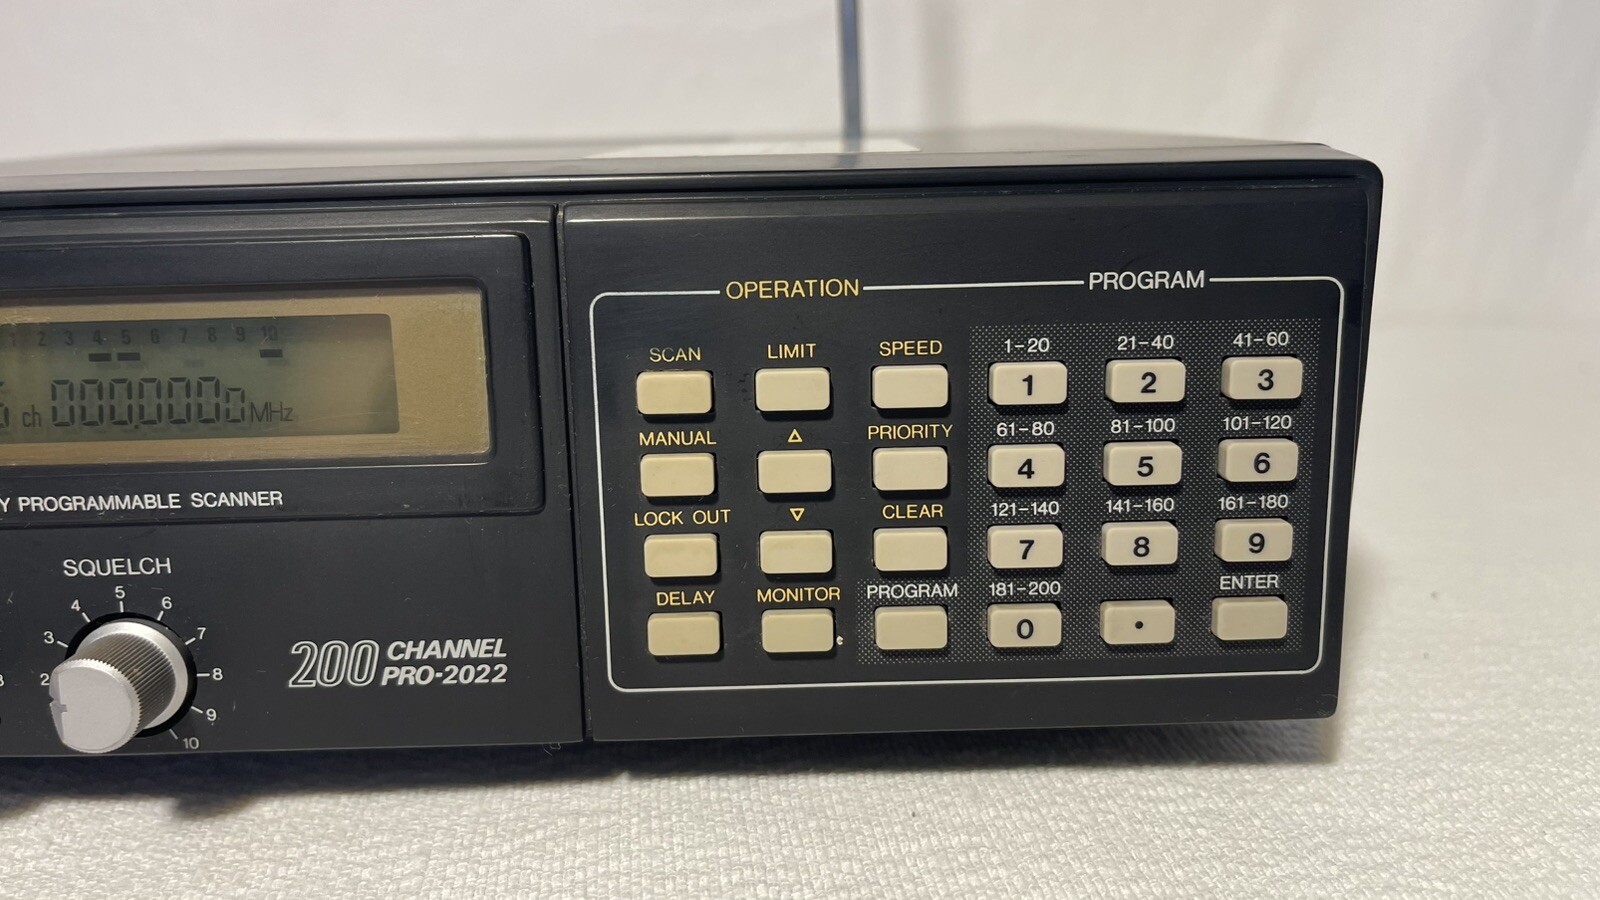 OPERATION PROGRAM
1 2 3 4 5 6 7 8 9 10
ch 000.0000 MHz
Y PROGRAMMABLE SCANNER
SQUELCH
2 3 4 5 6 7 8 9 10
200 CHANNEL
PRO-2022
SCAN LIMIT SPEED 1-20 21-40 41-60
1 2 3
MANUAL △ PRIORITY 61-80 81-100 101-120
4 5 6
LOCK OUT ▽ CLEAR 121-140 141-160 161-180
7 8 9
DELAY MONITOR PROGRAM 181-200 ENTER
0 •